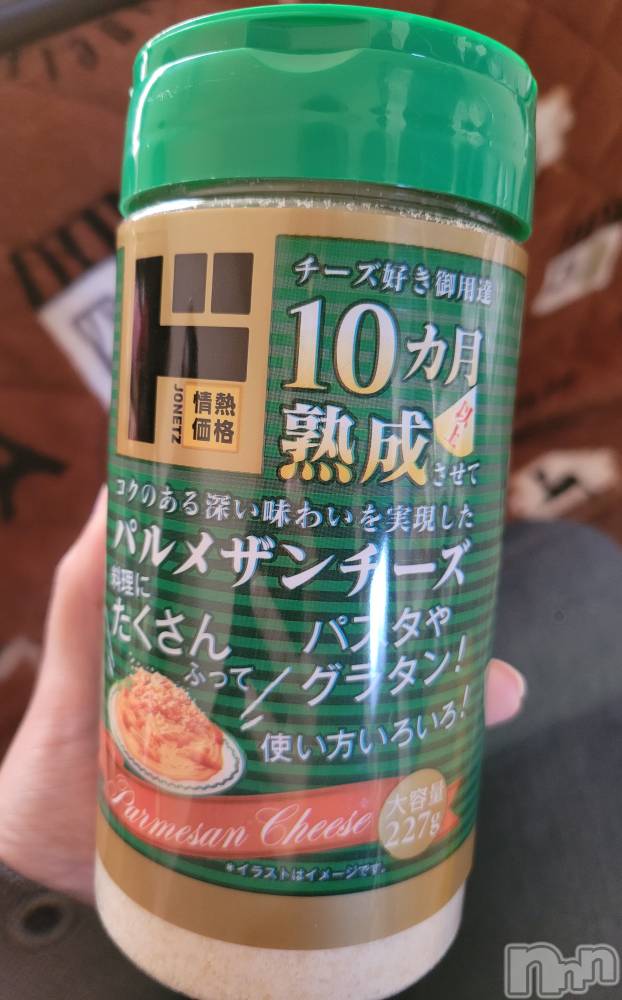 チーズ好き御用達
10カ月
以上
熟成させて
JONETZ
情熱
価格
コクのある深い味わいを実現した
パルメザンチーズ
料理に
たくさん
ふって
パスタや
グラタン!
使い方いろいろ!
Parmesan Cheese
大容量
227g
*イラストはイメージです。
nnn